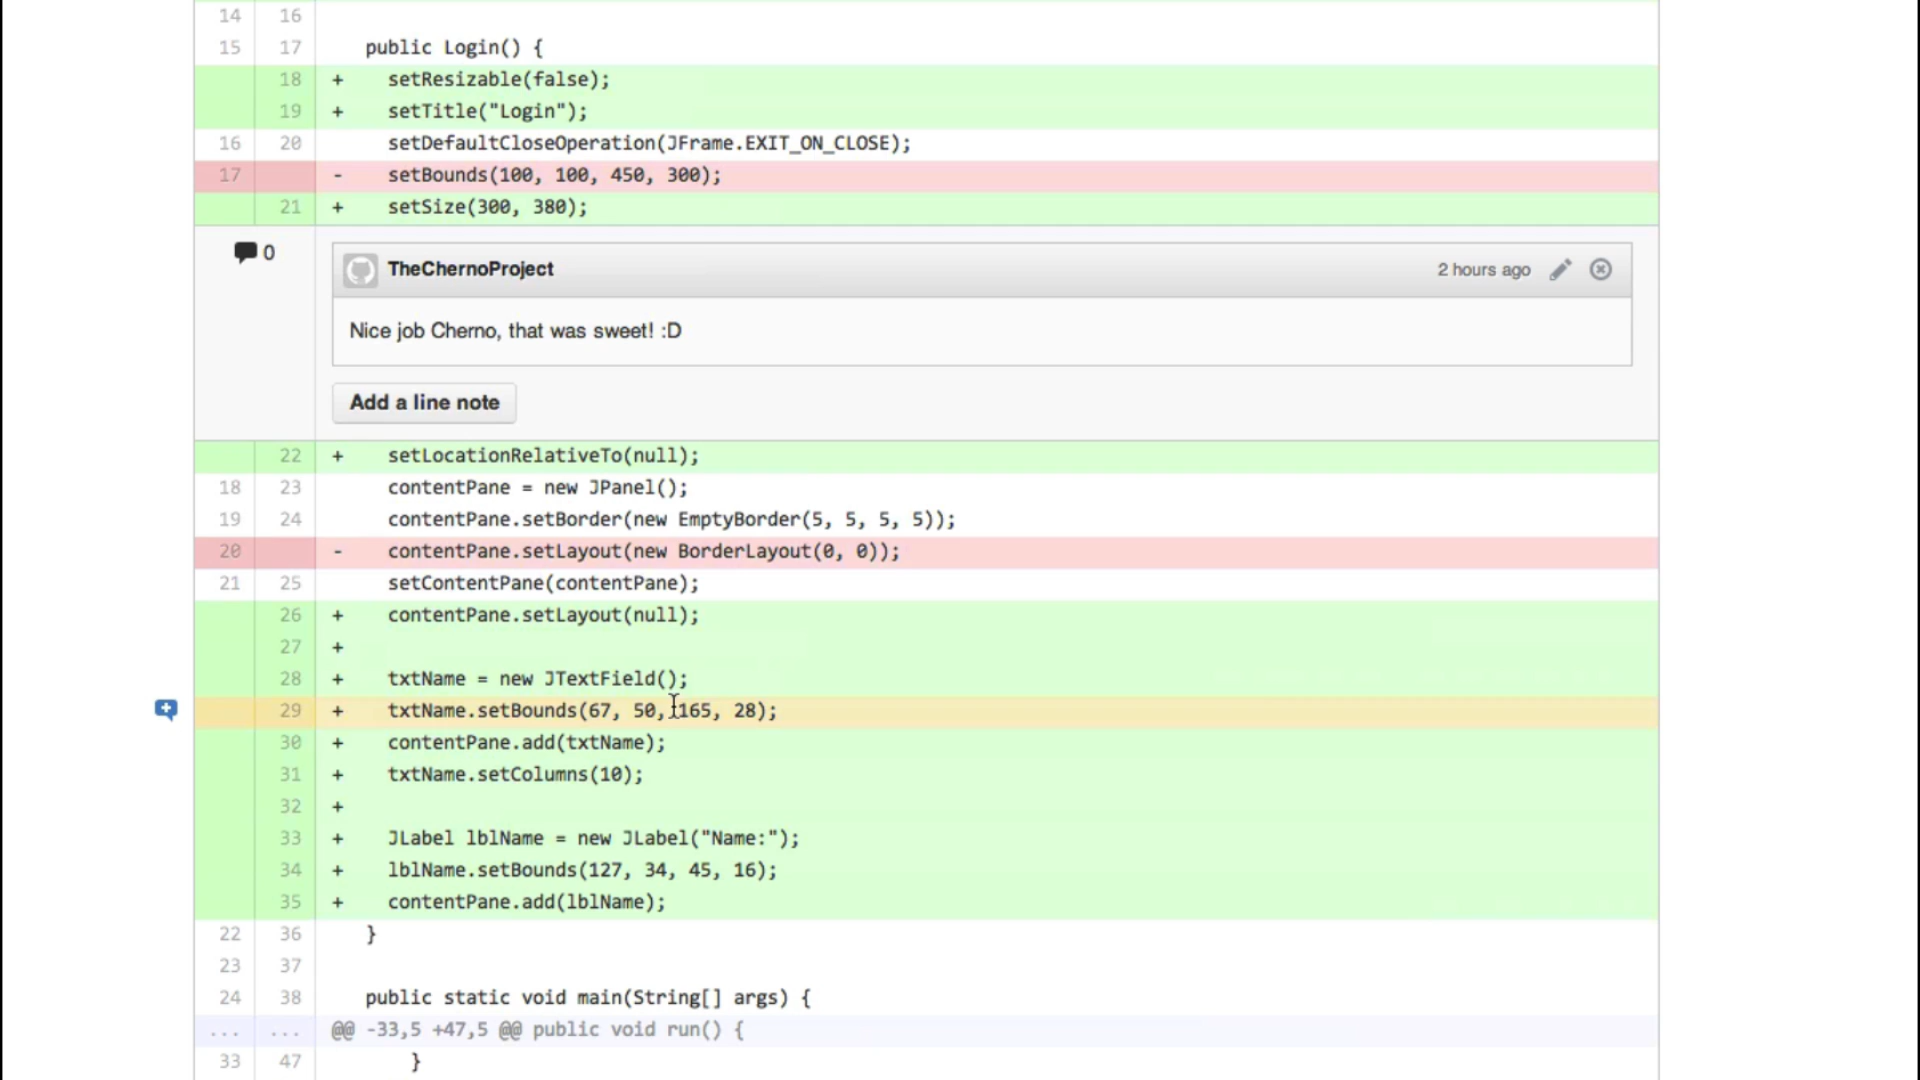 14 16
15 17 public Login() {
18 + setResizable(false);
19 + setTitle("Login");
16 20 setDefaultCloseOperation(JFrame.EXIT_ON_CLOSE);
17 - setBounds(100, 100, 450, 300);
21 + setSize(300, 380);
0 TheChernoProject 2 hours ago
Nice job Cherno, that was sweet! :D
Add a line note
22 + setLocationRelativeTo(null);
18 23 contentPane = new JPanel();
19 24 contentPane.setBorder(new EmptyBorder(5, 5, 5, 5));
20 - contentPane.setLayout(new BorderLayout(0, 0));
21 25 setContentPane(contentPane);
26 + contentPane.setLayout(null);
27 +
28 + txtName = new JTextField();
29 + txtName.setBounds(67, 50, 165, 28);
30 + contentPane.add(txtName);
31 + txtName.setColumns(10);
32 +
33 + JLabel lblName = new JLabel("Name:");
34 + lblName.setBounds(127, 34, 45, 16);
35 + contentPane.add(lblName);
22 36 }
23 37
24 38 public static void main(String[] args) {
... ... @@ -33,5 +47,5 @@ public void run() {
33 47 }